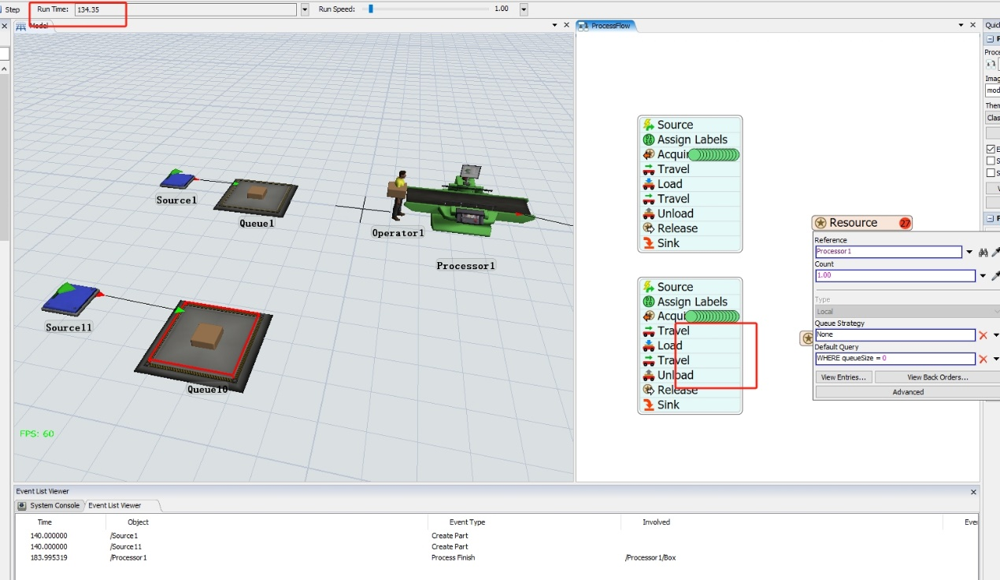 Step Run Time: 134.35 Run Speed: 1.00
Model
ProcessFlow
Quic
Proce
Imag
mod
Them
Clas
Source
Assign Labels
Acqui
Travel
Load
Travel
Unload
Release
Sink
Source1
Queue1
Operator1
Processor1
Source11
Queue10
FPS: 60
Source
Assign Labels
Acqu
Travel
Load
Travel
Unload
Release
Sink
Resource 27
Reference
Processor1
Count
1.00
Type
Local
Queue Strategy
None
Default Query
WHERE queueSize = 0
View Entries... View Back Orders...
Advanced
Event List Viewer
System Console Event List Viewer
Time Object Event Type Involved Even
140.000000 /Source1 Create Part
140.000000 /Source11 Create Part
183.995319 /Processor1 Process Finish /Processor1/Box